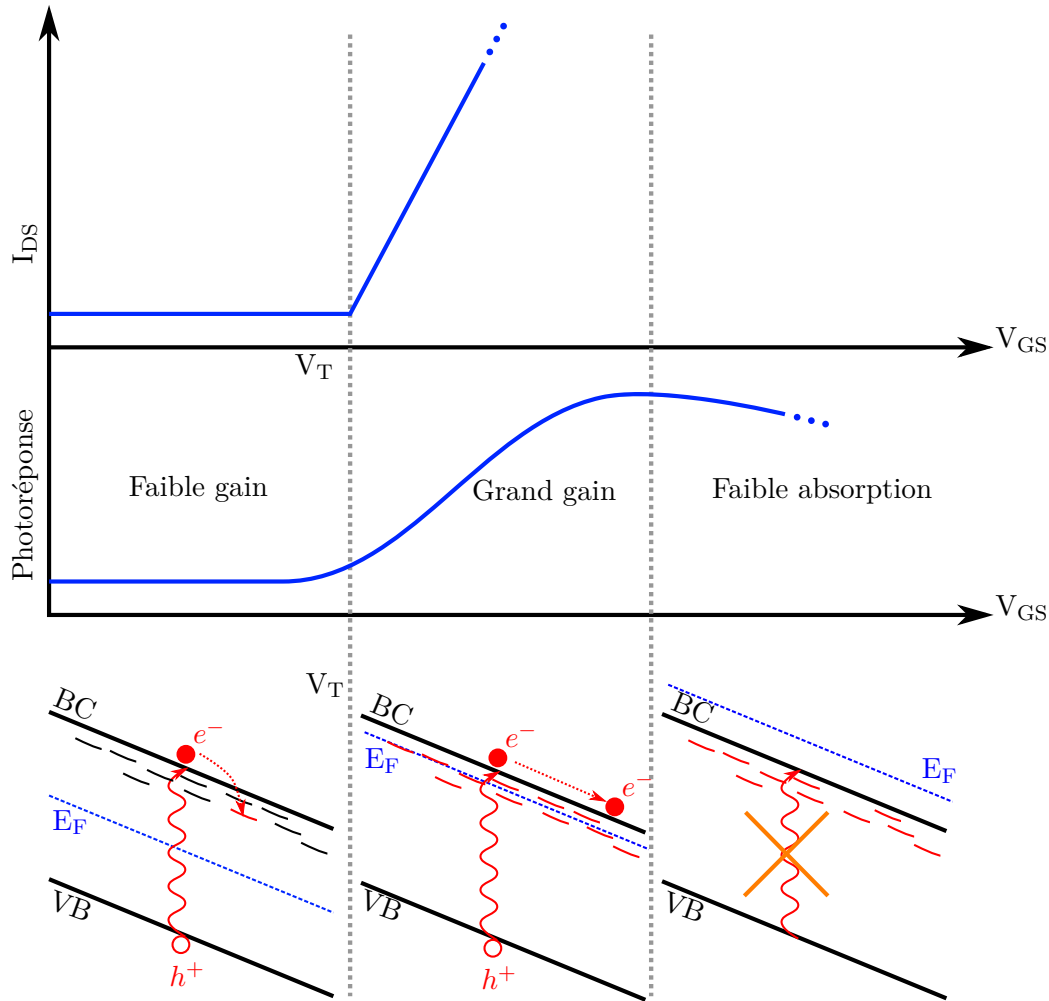 I_DS
V_GS
V_T
Photoréponse
Faible gain
Grand gain
Faible absorption
V_GS
V_T
BC
e⁻
E_F
VB
h⁺
BC
e⁻
e⁻
E_F
VB
h⁺
BC
E_F
VB